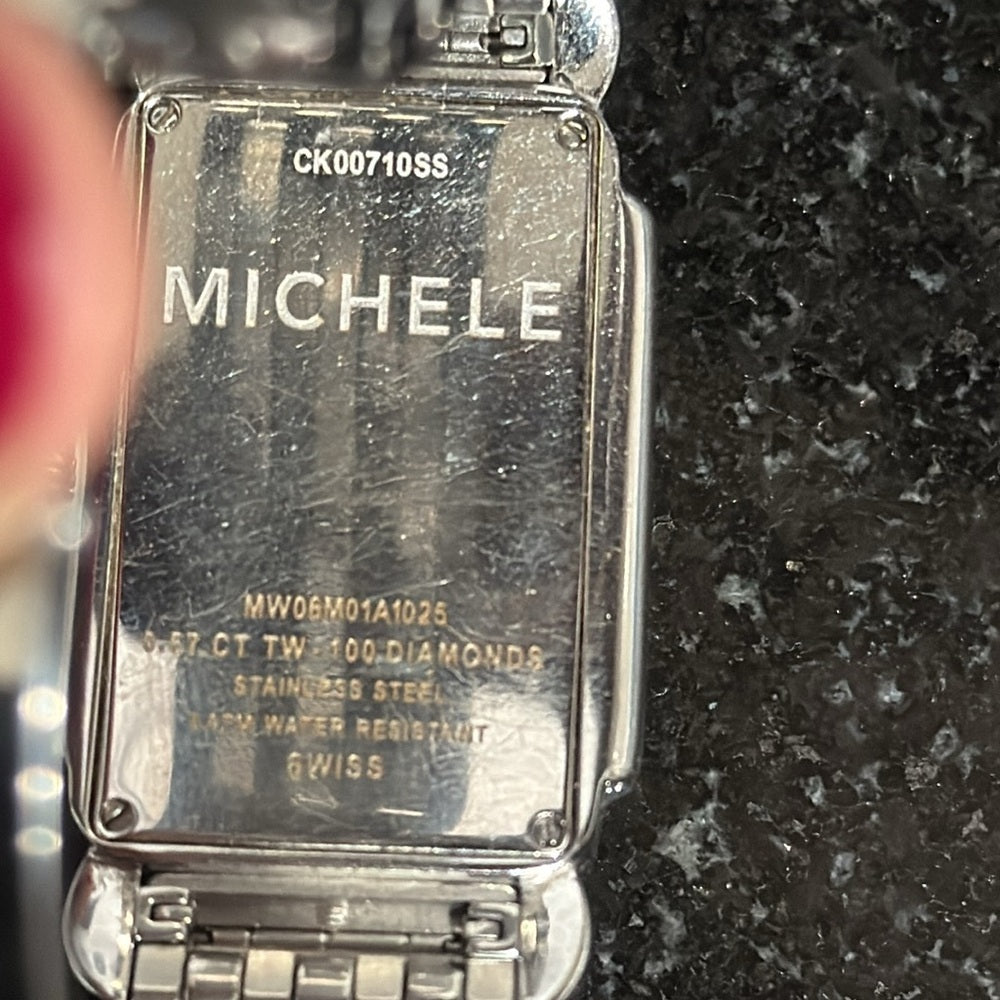 CK00710SS
MICHELE
MW06M01A1025
0.57 CT TW-100 DIAMONDS
STAINLESS STEEL
WATER RESISTANT
SWISS